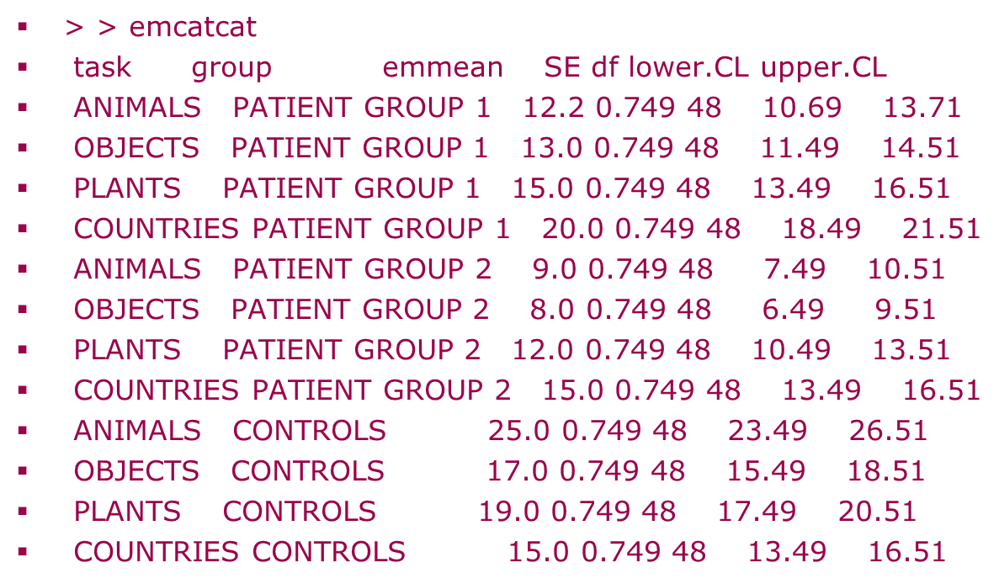 ▪ > > emcatcat
▪ task group emmean SE df lower.CL upper.CL
▪ ANIMALS PATIENT GROUP 1 12.2 0.749 48 10.69 13.71
▪ OBJECTS PATIENT GROUP 1 13.0 0.749 48 11.49 14.51
▪ PLANTS PATIENT GROUP 1 15.0 0.749 48 13.49 16.51
▪ COUNTRIES PATIENT GROUP 1 20.0 0.749 48 18.49 21.51
▪ ANIMALS PATIENT GROUP 2 9.0 0.749 48 7.49 10.51
▪ OBJECTS PATIENT GROUP 2 8.0 0.749 48 6.49 9.51
▪ PLANTS PATIENT GROUP 2 12.0 0.749 48 10.49 13.51
▪ COUNTRIES PATIENT GROUP 2 15.0 0.749 48 13.49 16.51
▪ ANIMALS CONTROLS 25.0 0.749 48 23.49 26.51
▪ OBJECTS CONTROLS 17.0 0.749 48 15.49 18.51
▪ PLANTS CONTROLS 19.0 0.749 48 17.49 20.51
▪ COUNTRIES CONTROLS 15.0 0.749 48 13.49 16.51